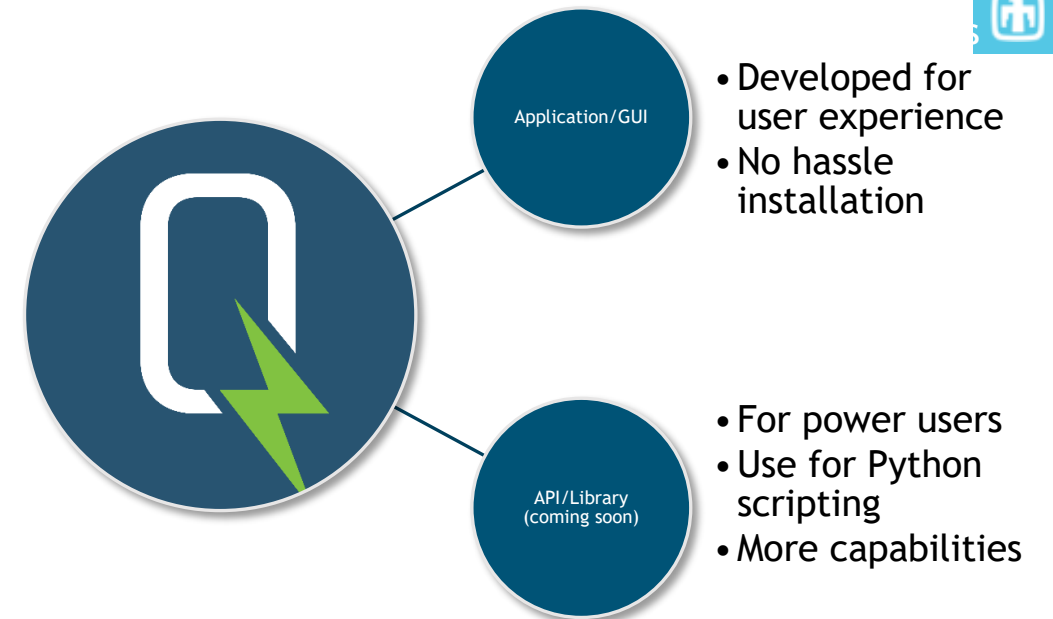 s
Application/GUI
• Developed for
user experience
• No hassle
installation
API/Library
(coming soon)
• For power users
• Use for Python
scripting
• More capabilities